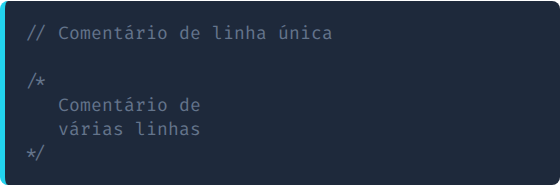 // Comentário de linha única
/*
Comentário de
várias linhas
*/